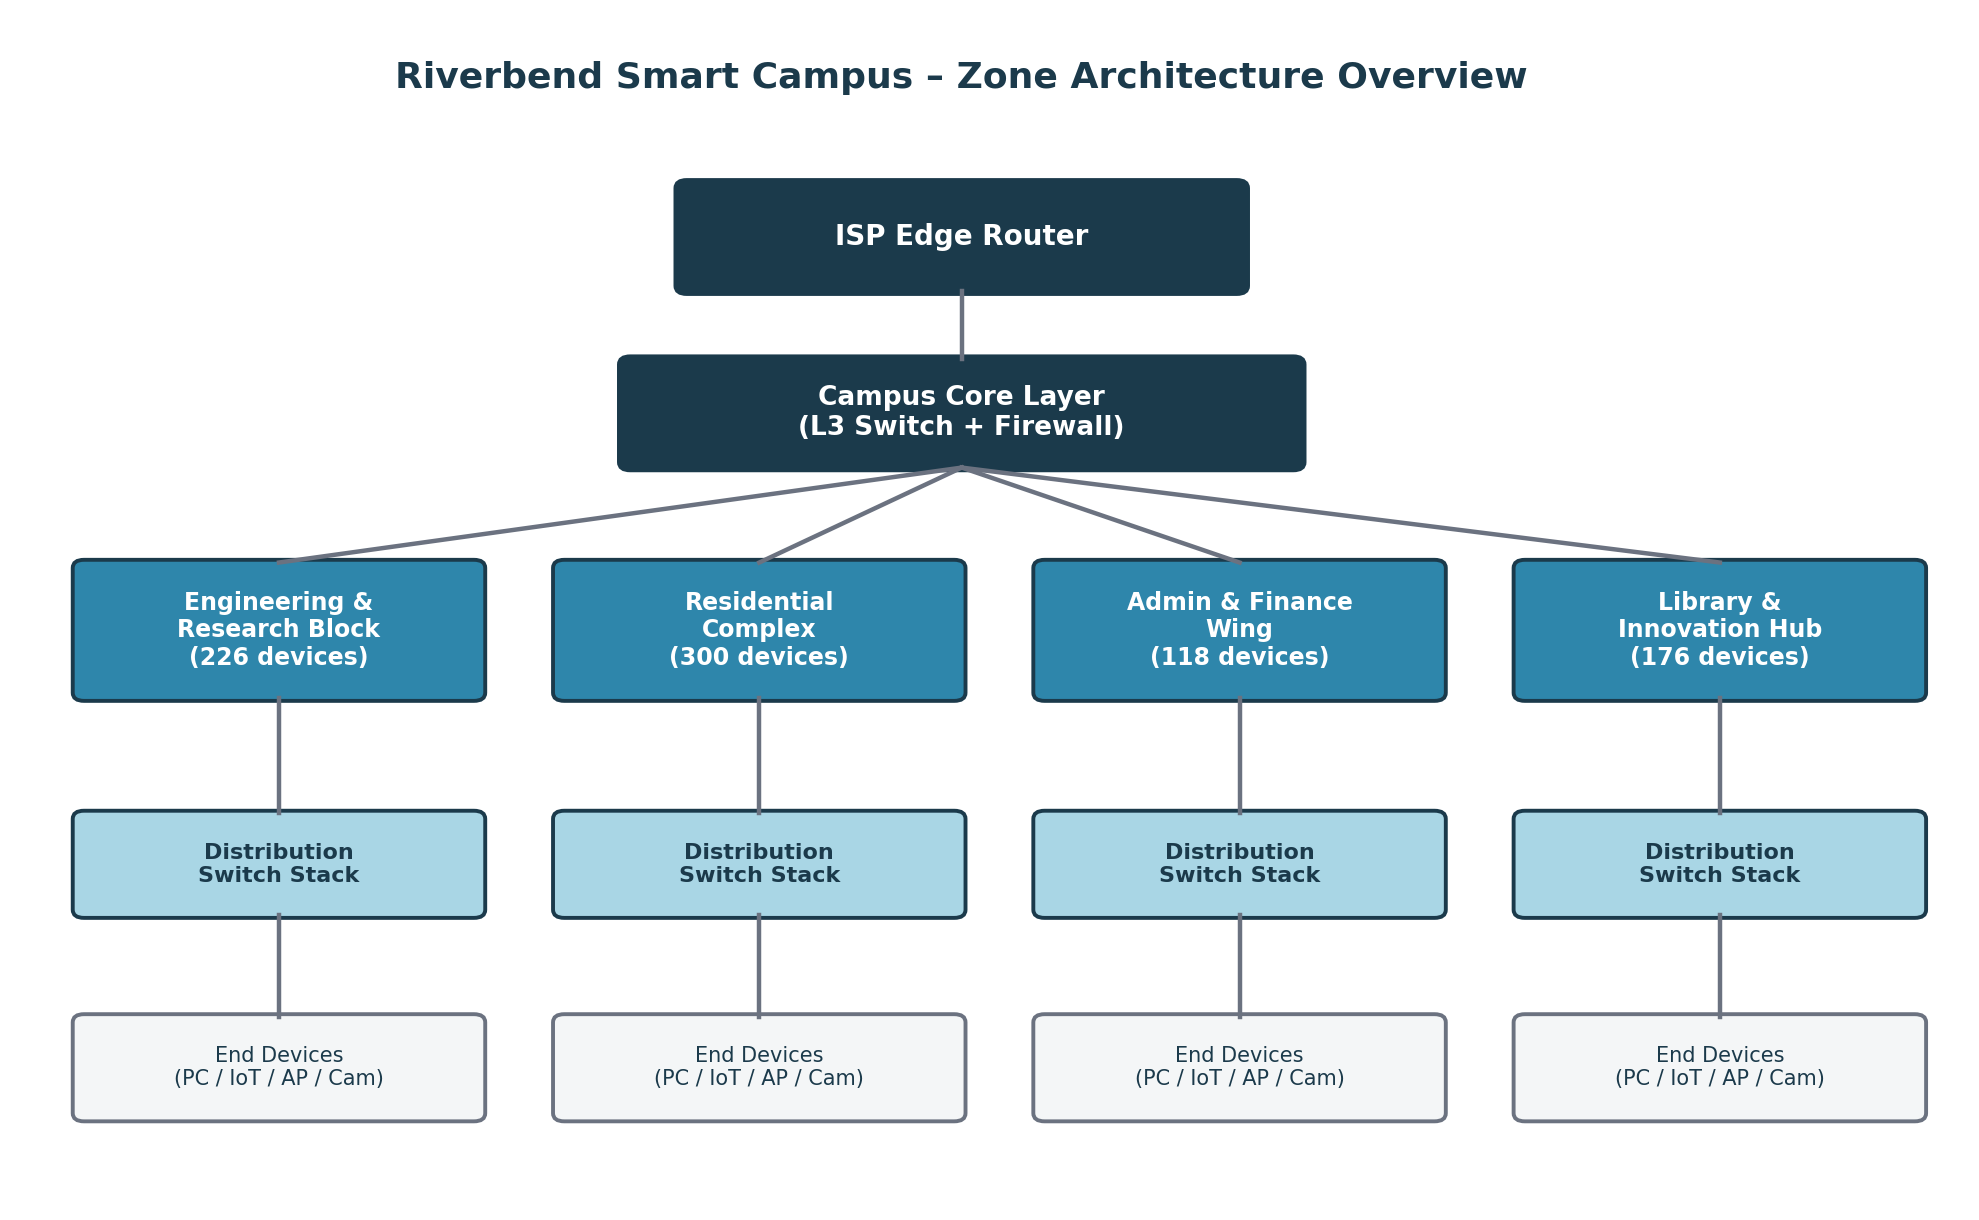 Riverbend Smart Campus – Zone Architecture Overview
ISP Edge Router
Campus Core Layer
(L3 Switch + Firewall)
Engineering &
Research Block
(226 devices)
Residential
Complex
(300 devices)
Admin & Finance
Wing
(118 devices)
Library &
Innovation Hub
(176 devices)
Distribution
Switch Stack
Distribution
Switch Stack
Distribution
Switch Stack
Distribution
Switch Stack
End Devices
(PC / IoT / AP / Cam)
End Devices
(PC / IoT / AP / Cam)
End Devices
(PC / IoT / AP / Cam)
End Devices
(PC / IoT / AP / Cam)